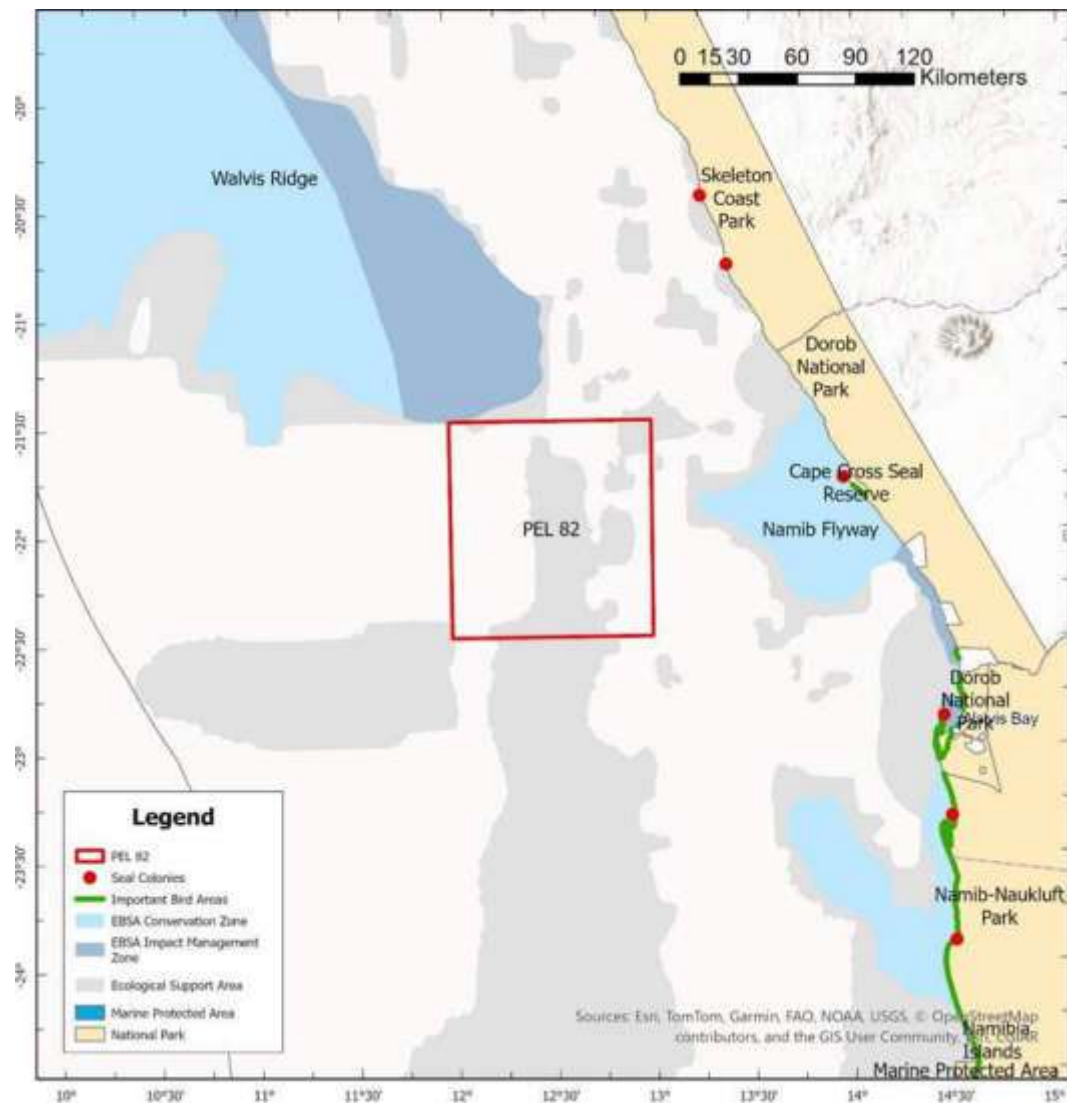 0 15 30 60 90 120
Kilometers
Walvis Ridge
Skeleton
Coast
Park
Dorob
National
Park
Cape Cross Seal
Reserve
Namib Flyway
PEL 82
Dorob
National
Park
Walvis Bay
Namib-Naukluft
Park
Namibia
Islands
Marine Protected Area
Sources: Esri, TomTom, Garmin, FAO, NOAA, USGS, © OpenStreetMap
contributors, and the GIS User Community,
Legend
PEL 82
Seal Colonies
Important Bird Areas
EBSA Conservation Zone
EBSA Impact Management
Zone
Ecological Support Area
Marine Protected Area
National Park
-20°
-20°30'
-21°
-21°30'
-22°
-22°30'
-23°
-23°30'
-24°
10° 10°30' 11° 11°30' 12° 12°30' 13° 13°30' 14° 14°30' 15°